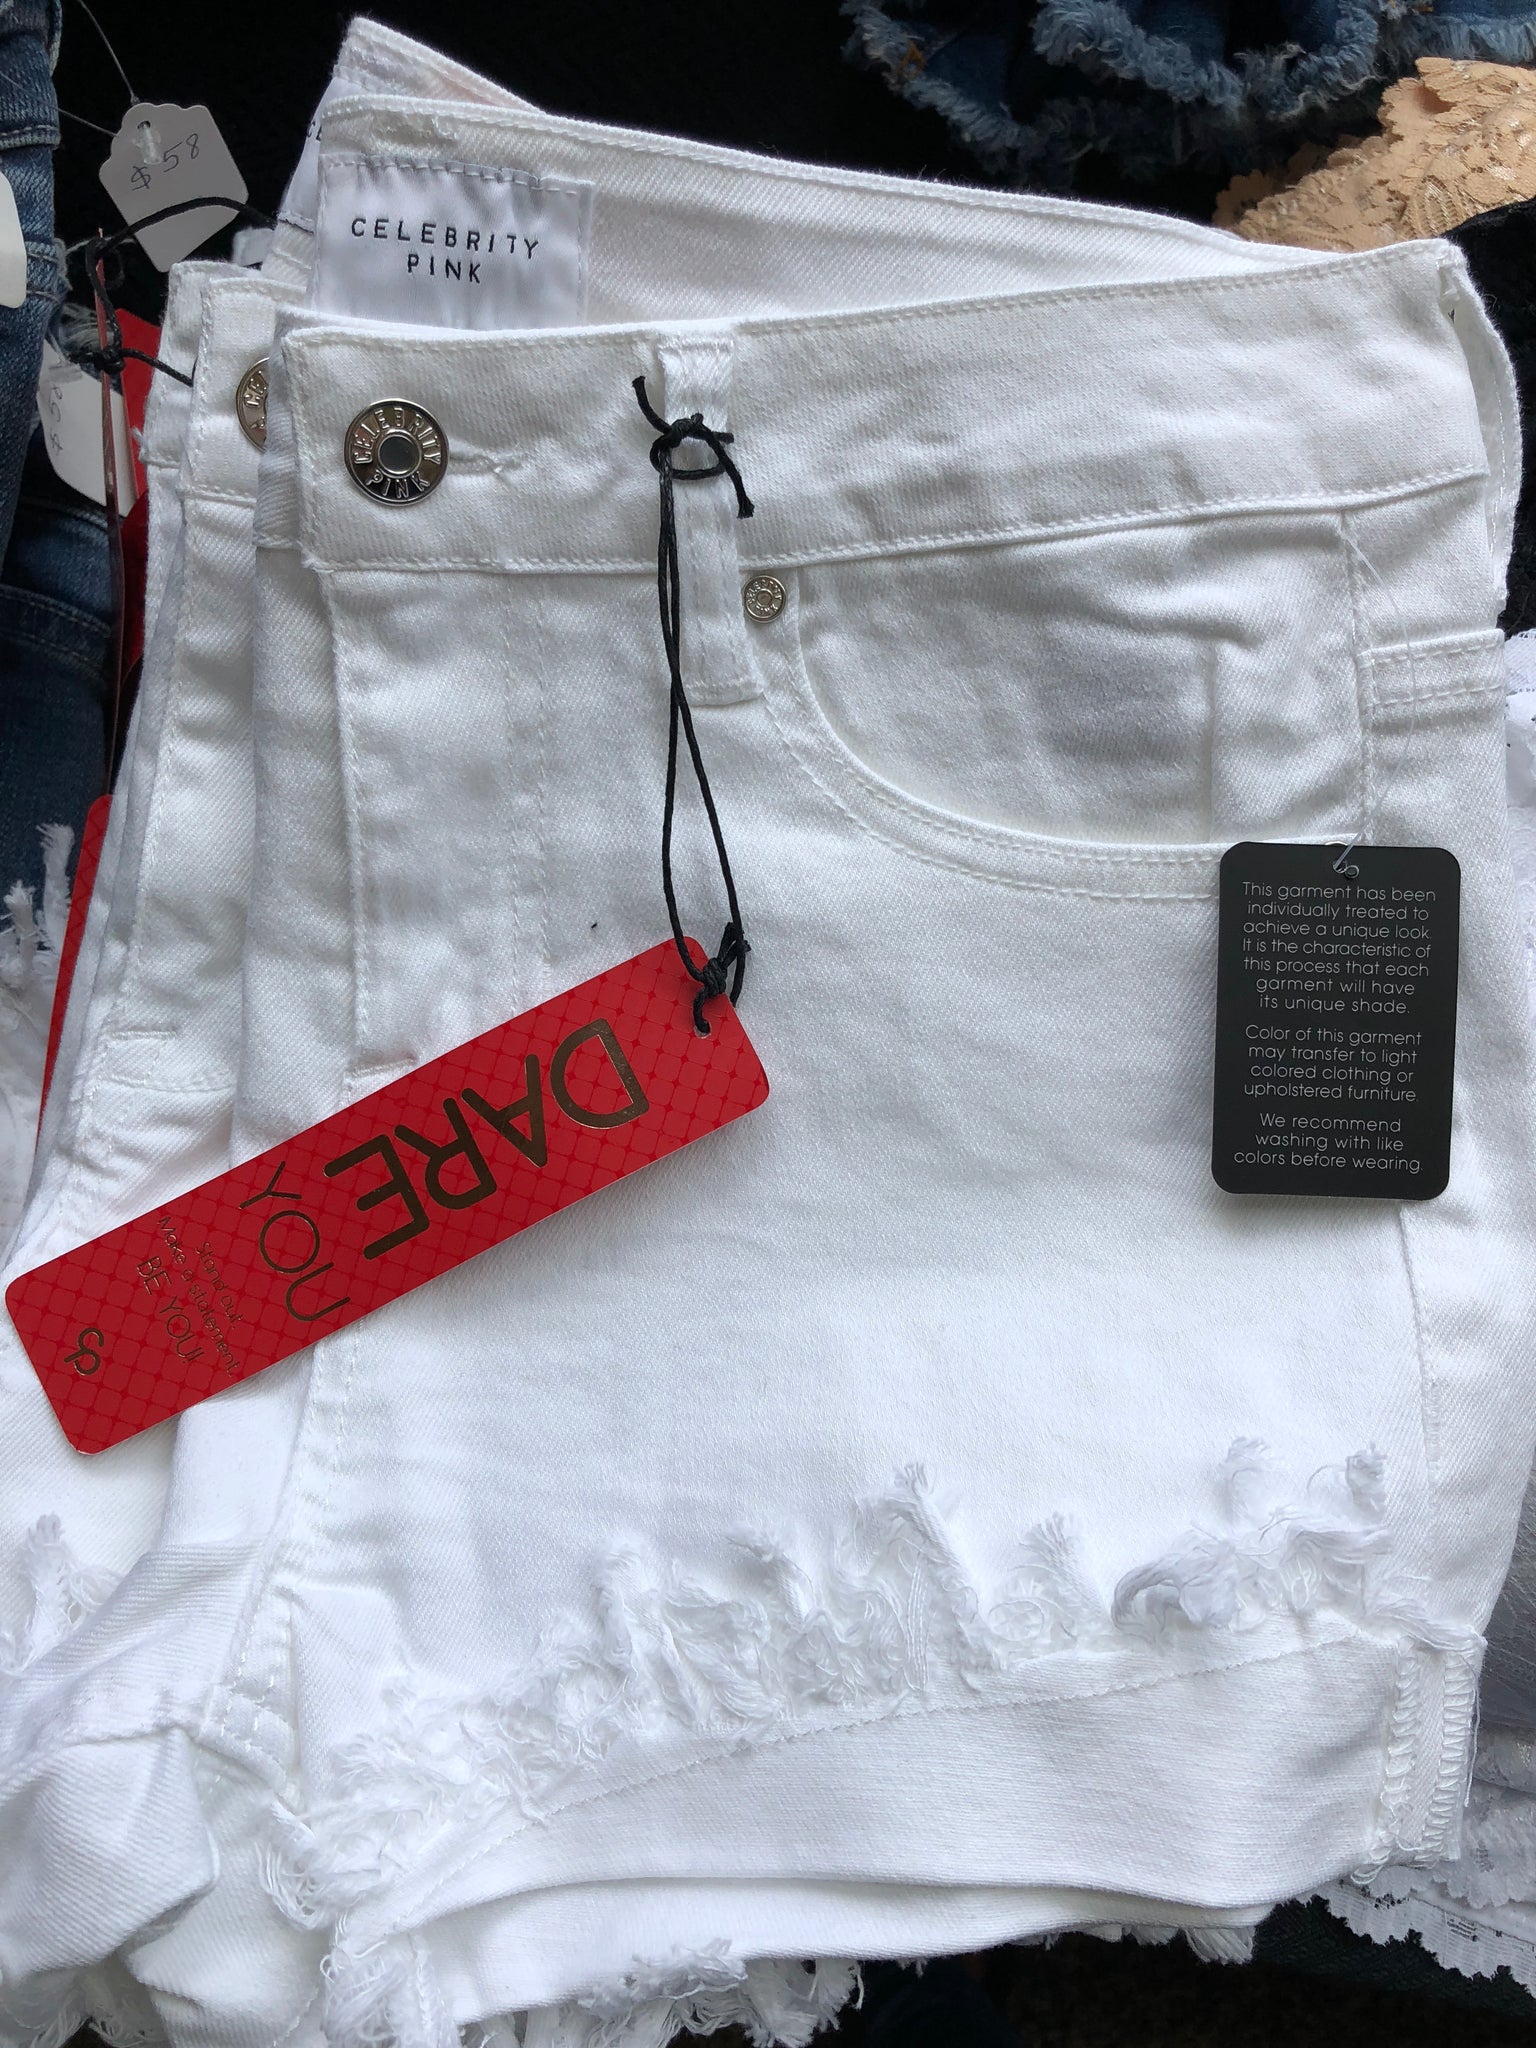 $58
CELEBRITY
PINK
CELEBRITY
PINK
DARE
YOU
Stand out.
Make a statement.
BE YOU!
cp
This garment has been
individually treated to
achieve a unique look.
It is the characteristic of
this process that each
garment will have
its unique shade.
Color of this garment
may transfer to light
colored clothing or
upholstered furniture.
We recommend
washing with like
colors before wearing.